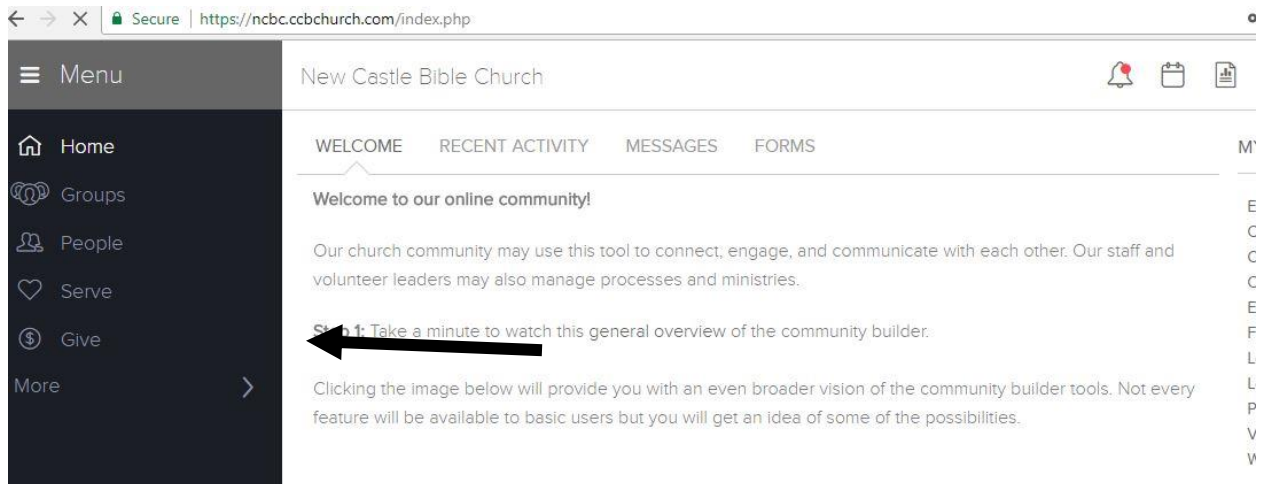 Secure | https://ncbc.ccbchurch.com/index.php
Menu
New Castle Bible Church
Home
Groups
People
Serve
Give
More
WELCOME RECENT ACTIVITY MESSAGES FORMS
Welcome to our online community!
Our church community may use this tool to connect, engage, and communicate with each other. Our staff and
volunteer leaders may also manage processes and ministries.
Step 1: Take a minute to watch this general overview of the community builder.
Clicking the image below will provide you with an even broader vision of the community builder tools. Not every
feature will be available to basic users but you will get an idea of some of the possibilities.